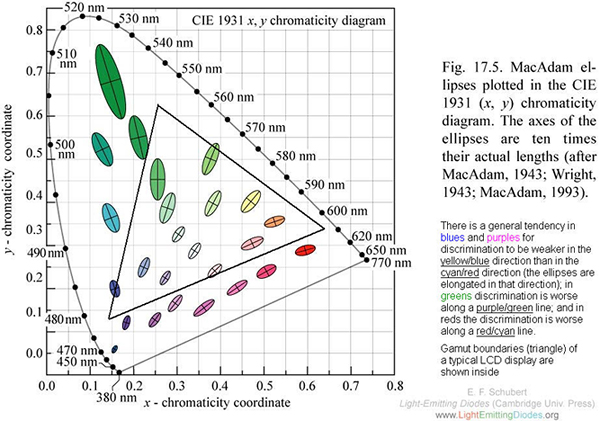 CIE 1931 x, y chromaticity diagram
520 nm
530 nm
540 nm
550 nm
560 nm
570 nm
580 nm
590 nm
600 nm
620 nm
650 nm
770 nm
510
nm
500
nm
490nm
480nm
470 nm
450 nm
380 nm
0.8
0.7
0.6
0.5
0.4
0.3
0.2
0.1
0.0
y - chromaticity coordinate
0.0 0.1 0.2 0.3 0.4 0.5 0.6 0.7 0.8
x - chromaticity coordinate
Fig. 17.5. MacAdam el-
lipses plotted in the CIE
1931 (x, y) chromaticity
diagram. The axes of the
ellipses are ten times
their actual lengths (after
MacAdam, 1943; Wright,
1943; MacAdam, 1993).
There is a general tendency in
blues and purples for
discrimination to be weaker in the
yellow/blue direction than in the
cyan/red direction (the ellipses are
elongated in that direction); in
greens discrimination is worse
along a purple/green line; and in
reds the discrimination is worse
along a red/cyan line.
Gamut boundaries (triangle) of
a typical LCD display are
shown inside
E. F. Schubert
Light-Emitting Diodes (Cambridge Univ. Press)
www.LightEmittingDiodes.org